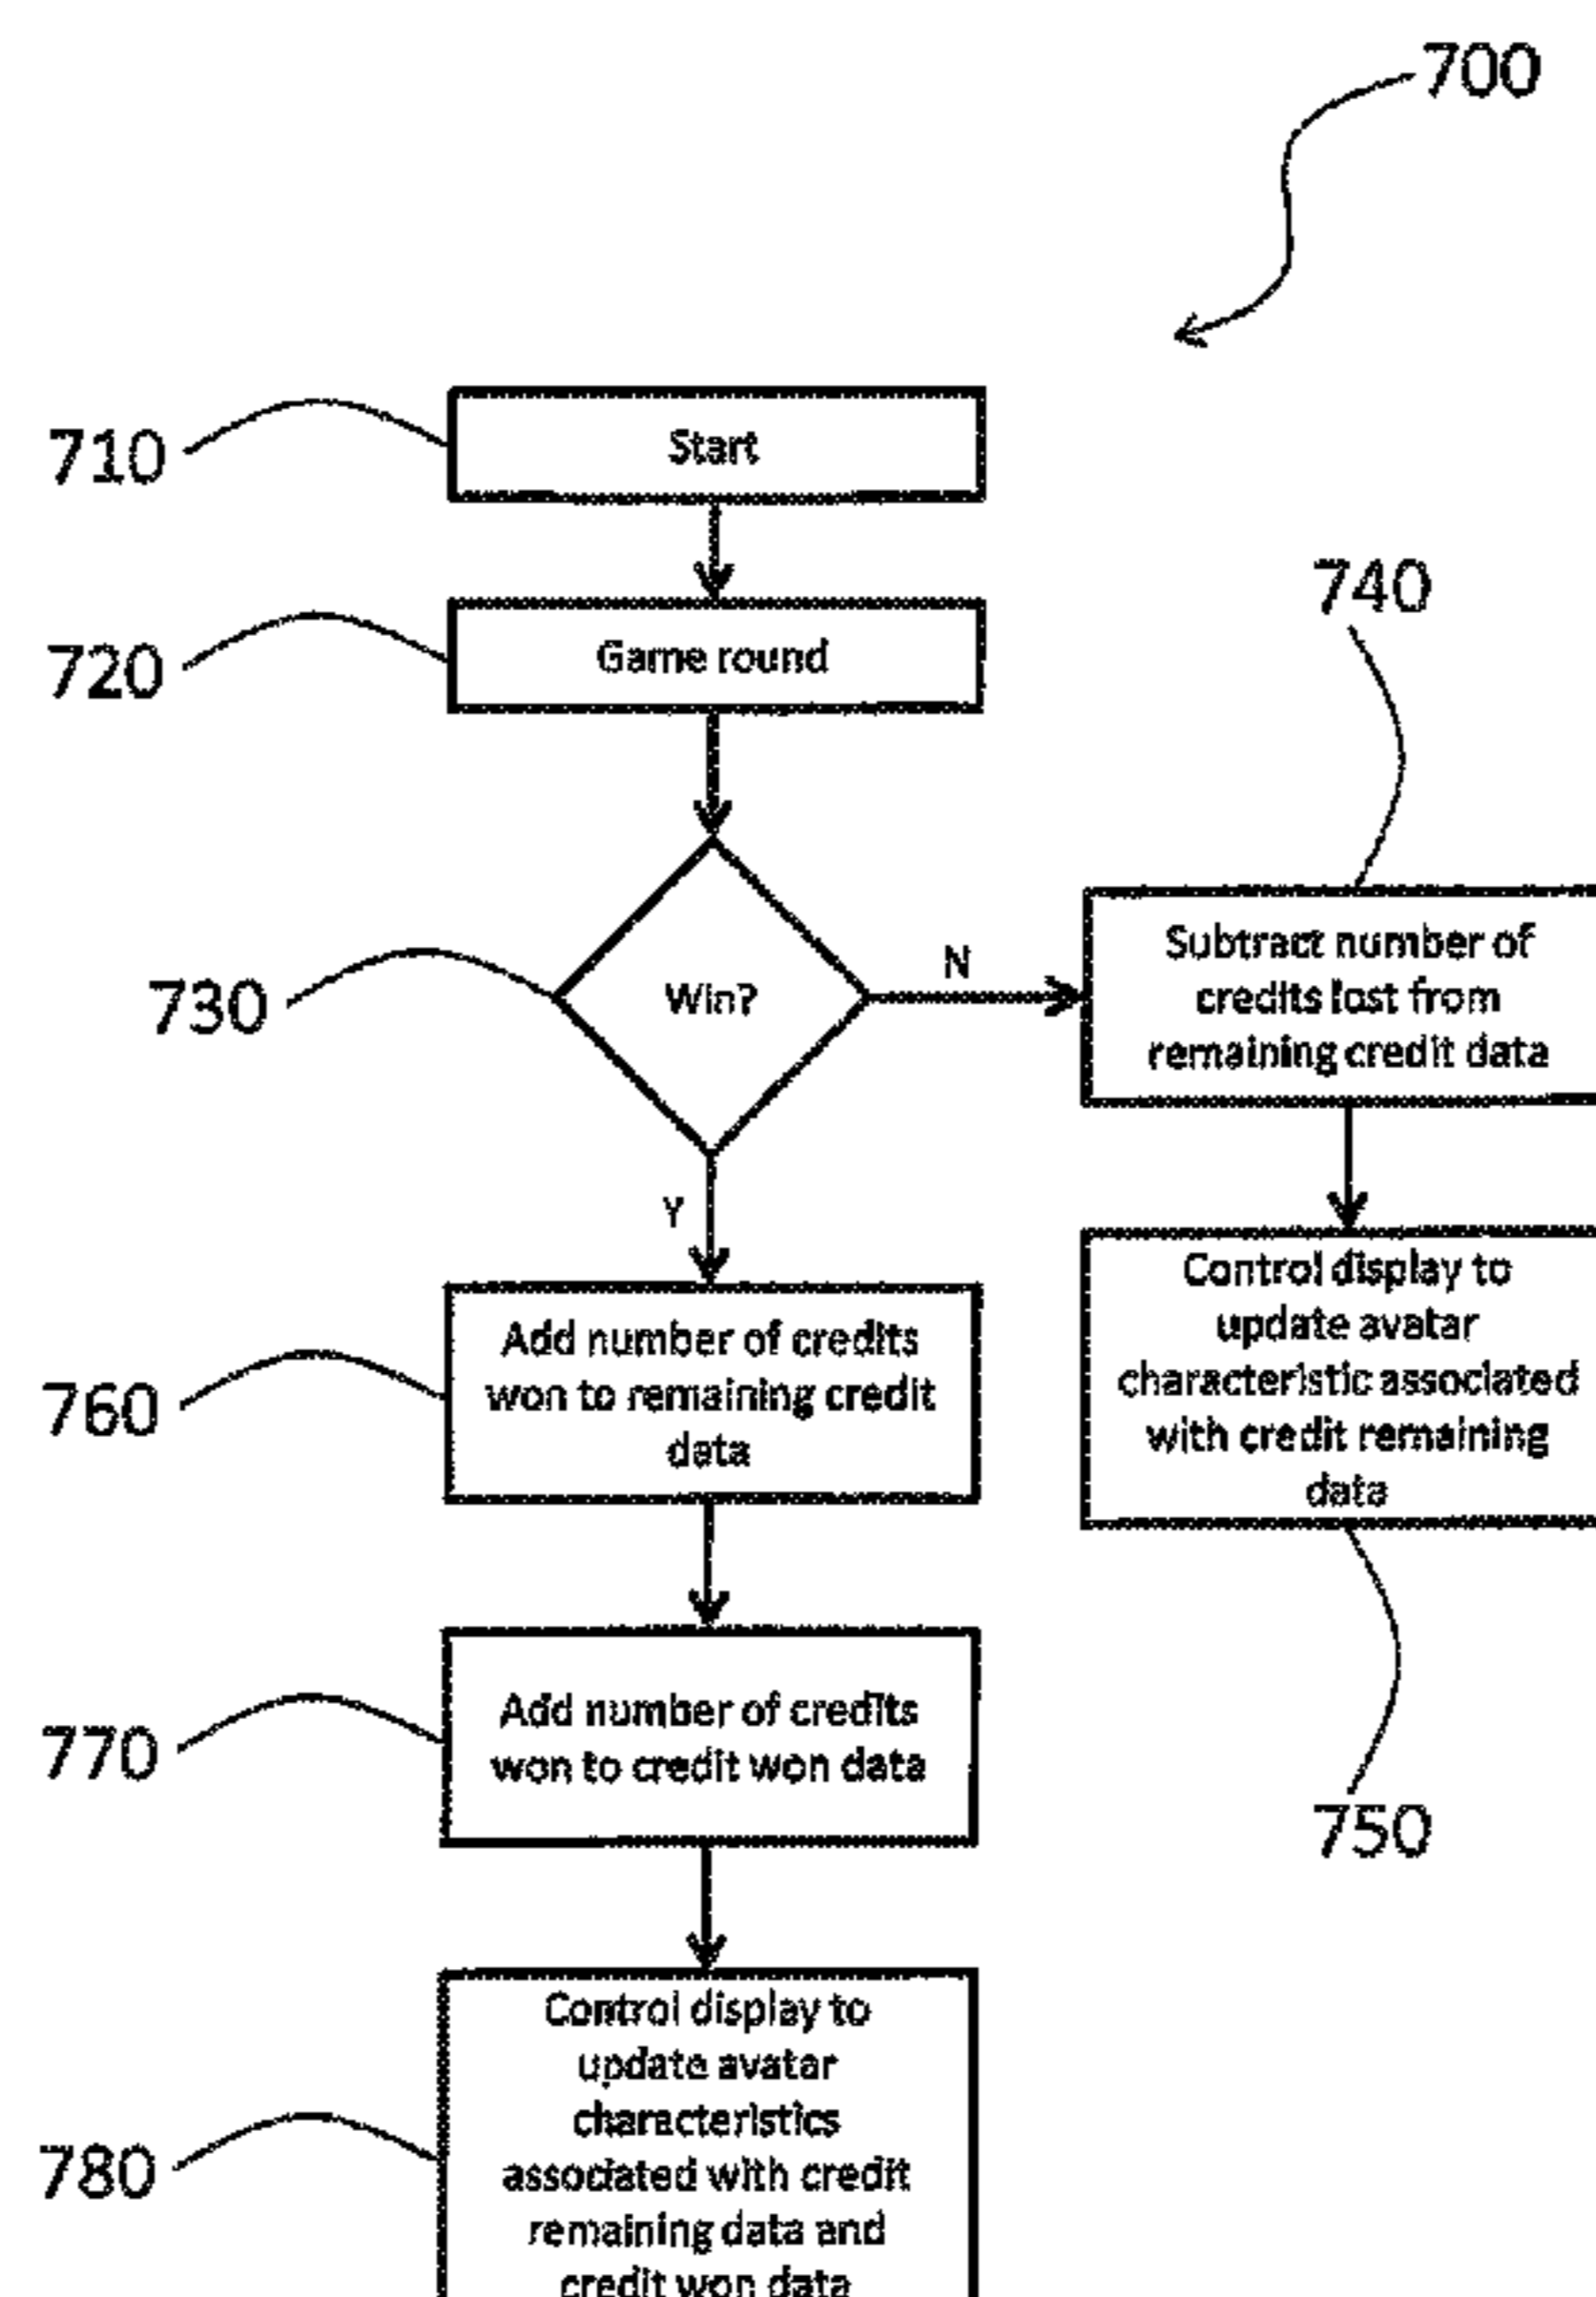 700
710
Start
720
Game round
740
730
Win?
N
Subtract number of
credits lost from
remaining credit data
Y
760
Add number of credits
won to remaining credit
data
Control display to
update avatar
characteristic associated
with credit remaining
data
770
Add number of credits
won to credit won data
750
780
Control display to
update avatar
characteristics
associated with credit
remaining data and
credit won data